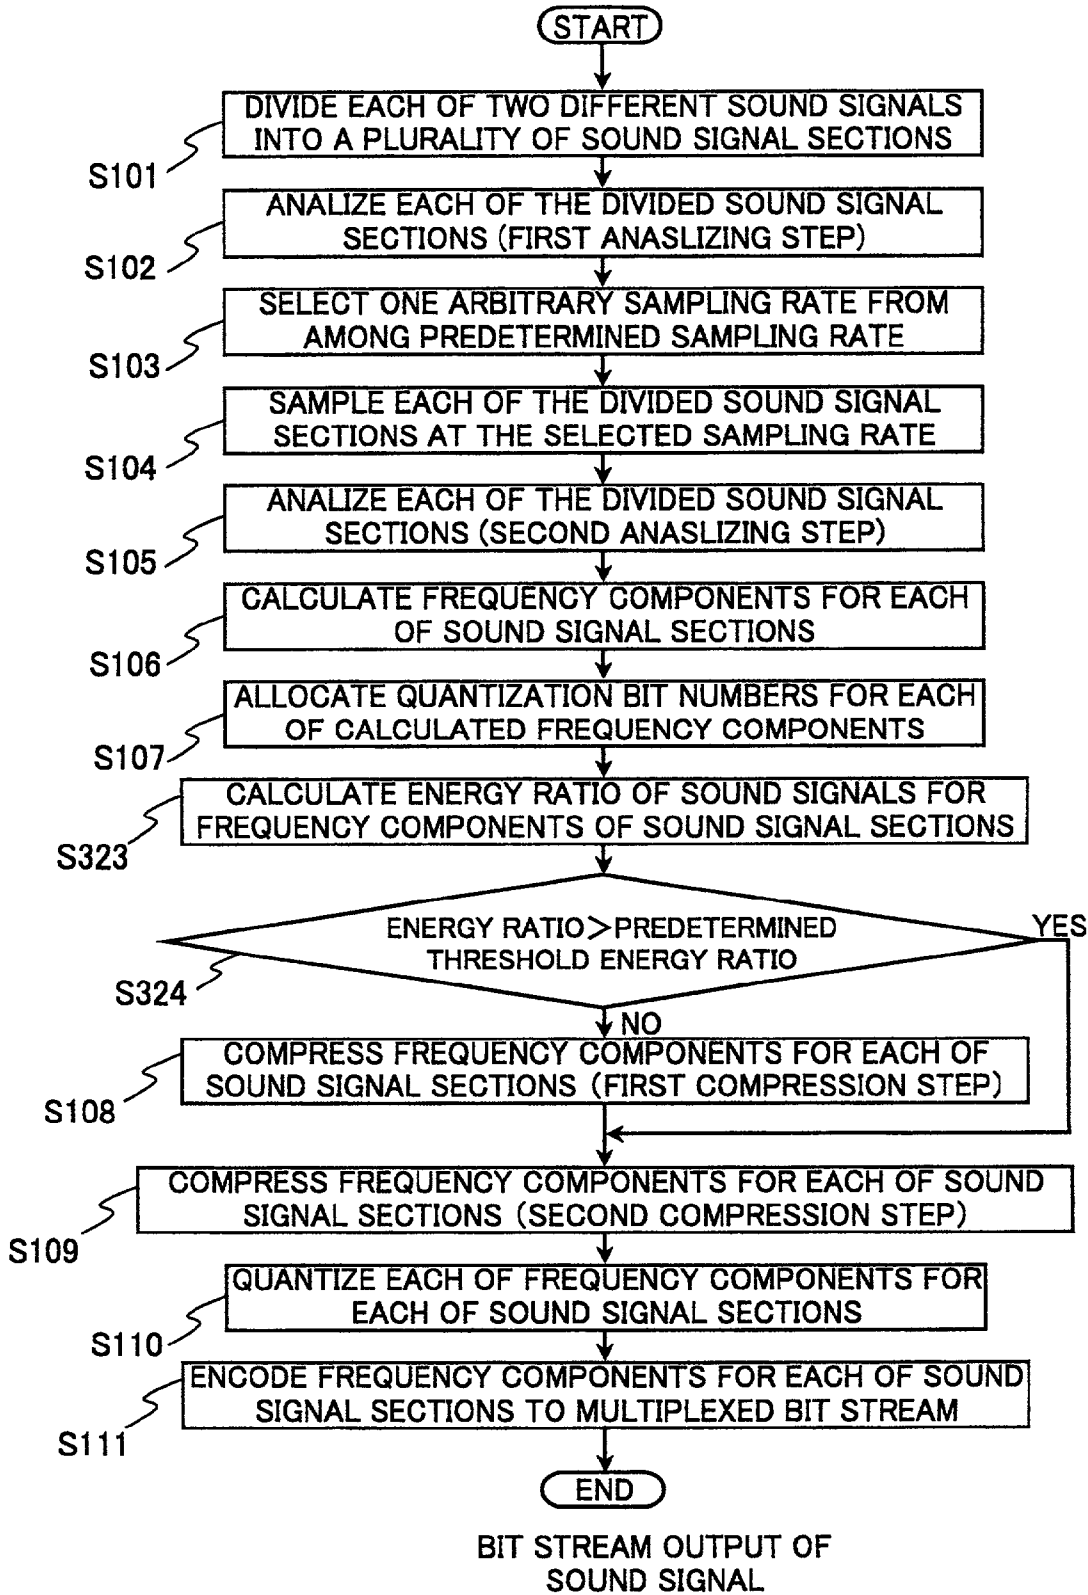 START
DIVIDE EACH OF TWO DIFFERENT SOUND SIGNALS
INTO A PLURALITY OF SOUND SIGNAL SECTIONS
S101
ANALIZE EACH OF THE DIVIDED SOUND SIGNAL
SECTIONS (FIRST ANASLIZING STEP)
S102
SELECT ONE ARBITRARY SAMPLING RATE FROM
AMONG PREDETERMINED SAMPLING RATE
S103
SAMPLE EACH OF THE DIVIDED SOUND SIGNAL
SECTIONS AT THE SELECTED SAMPLING RATE
S104
ANALIZE EACH OF THE DIVIDED SOUND SIGNAL
SECTIONS (SECOND ANASLIZING STEP)
S105
CALCULATE FREQUENCY COMPONENTS FOR EACH
OF SOUND SIGNAL SECTIONS
S106
ALLOCATE QUANTIZATION BIT NUMBERS FOR EACH
OF CALCULATED FREQUENCY COMPONENTS
S107
CALCULATE ENERGY RATIO OF SOUND SIGNALS FOR
FREQUENCY COMPONENTS OF SOUND SIGNAL SECTIONS
S323
ENERGY RATIO>PREDETERMINED
THRESHOLD ENERGY RATIO
YES
S324
NO
COMPRESS FREQUENCY COMPONENTS FOR EACH OF
SOUND SIGNAL SECTIONS (FIRST COMPRESSION STEP)
S108
COMPRESS FREQUENCY COMPONENTS FOR EACH OF SOUND
SIGNAL SECTIONS (SECOND COMPRESSION STEP)
S109
QUANTIZE EACH OF FREQUENCY COMPONENTS FOR
EACH OF SOUND SIGNAL SECTIONS
S110
ENCODE FREQUENCY COMPONENTS FOR EACH OF SOUND
SIGNAL SECTIONS TO MULTIPLEXED BIT STREAM
S111
END
BIT STREAM OUTPUT OF
SOUND SIGNAL